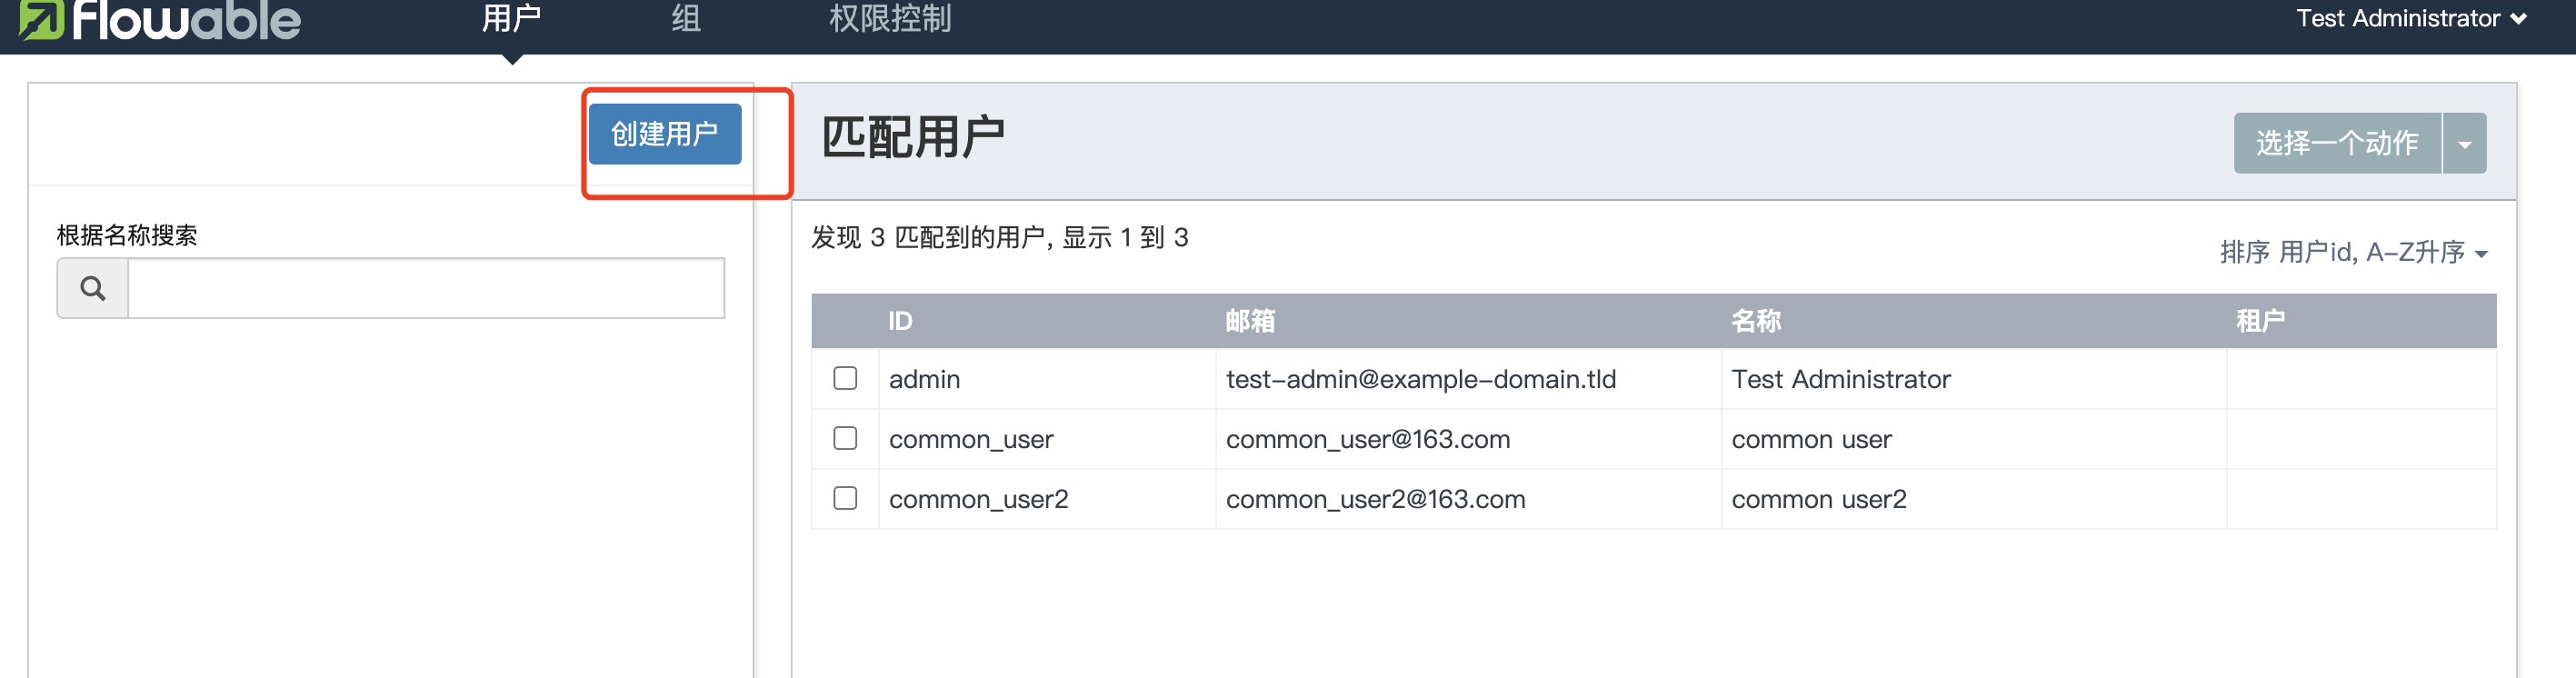 flowable 用户 组 权限控制 Test Administrator
创建用户
根据名称搜索
匹配用户 选择一个动作
发现 3 匹配到的用户, 显示 1 到 3
排序 用户id, A-Z升序
ID 邮箱 名称 租户
admin test-admin@example-domain.tld Test Administrator
common_user common_user@163.com common user
common_user2 common_user2@163.com common user2